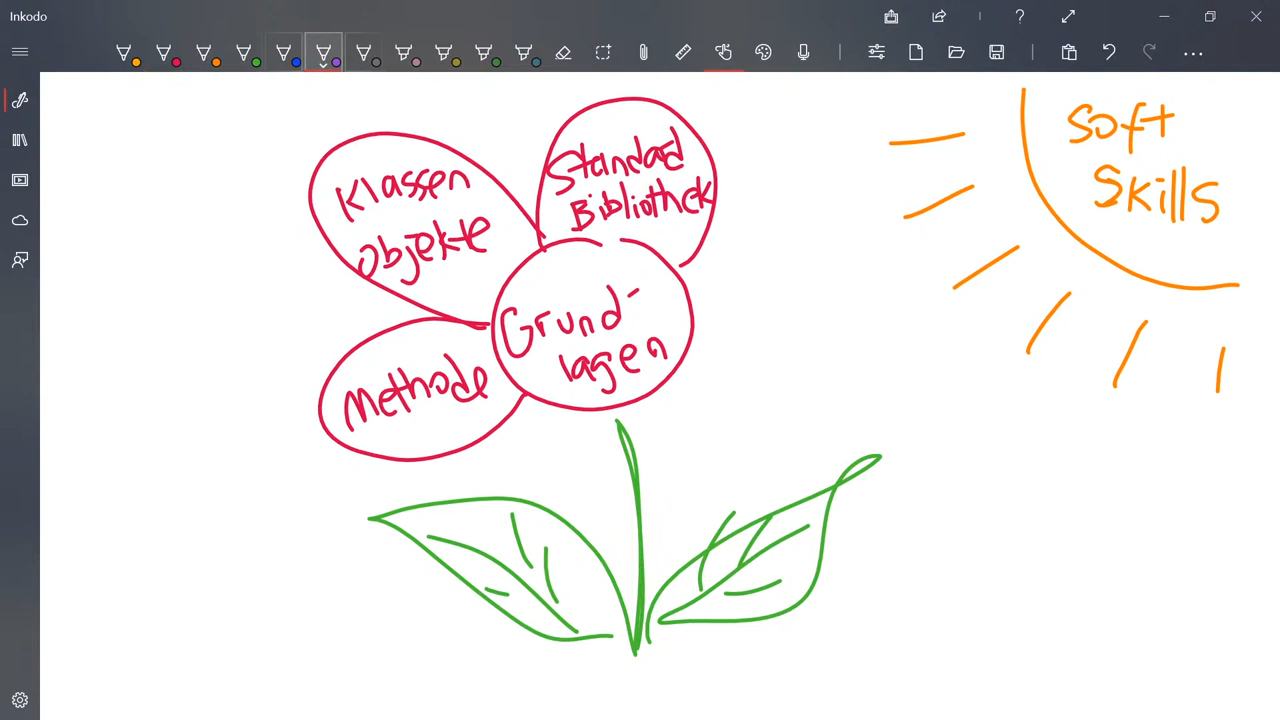 Inkodo
Klassen
objekte
Standard
Bibliothek
Grund-
lagen
Methode
Soft
Skills